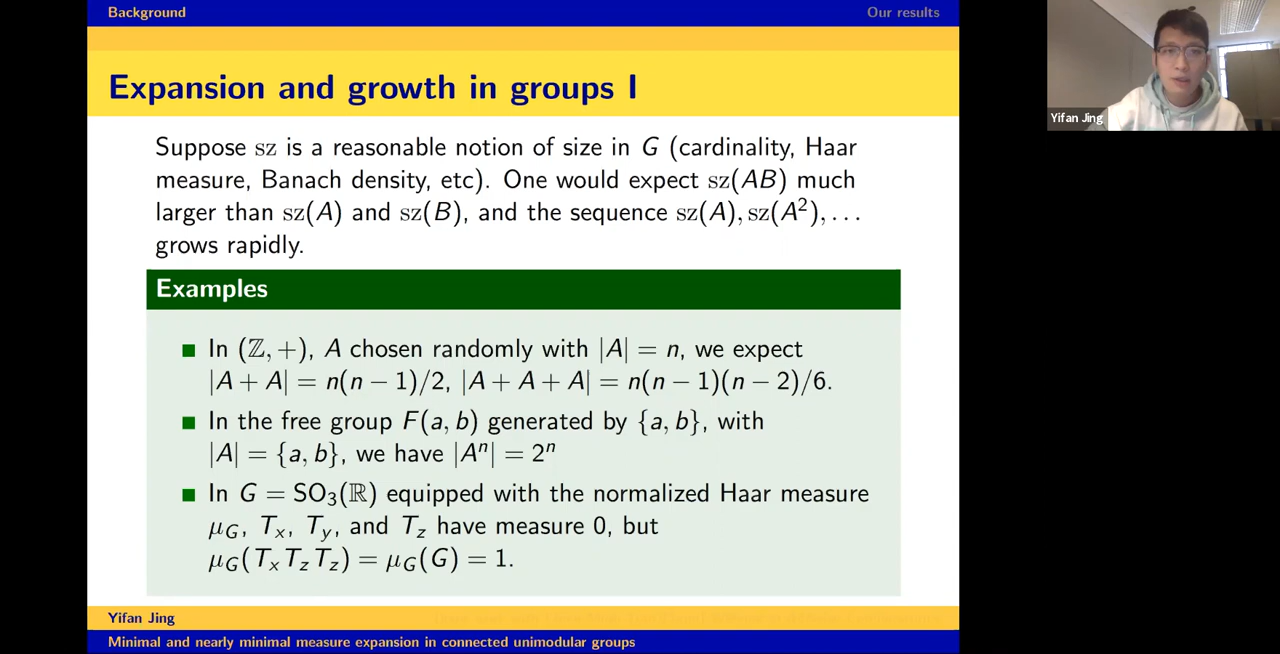 Background
Our results
Expansion and growth in groups I
Yifan Jing
Suppose sz is a reasonable notion of size in G (cardinality, Haar
measure, Banach density, etc). One would expect sz(AB) much
larger than sz(A) and sz(B), and the sequence sz(A), sz(A²), . . .
grows rapidly.
Examples
In (ℤ, +), A chosen randomly with |A| = n, we expect
|A + A| = n(n − 1)/2, |A + A + A| = n(n − 1)(n − 2)/6.
In the free group F(a, b) generated by {a, b}, with
|A| = {a, b}, we have |Aⁿ| = 2ⁿ
In G = SO₃(ℝ) equipped with the normalized Haar measure
μ_G, T_x, T_y, and T_z have measure 0, but
μ_G(T_x T_z T_z) = μ_G(G) = 1.
Yifan Jing
Minimal and nearly minimal measure expansion in connected unimodular groups